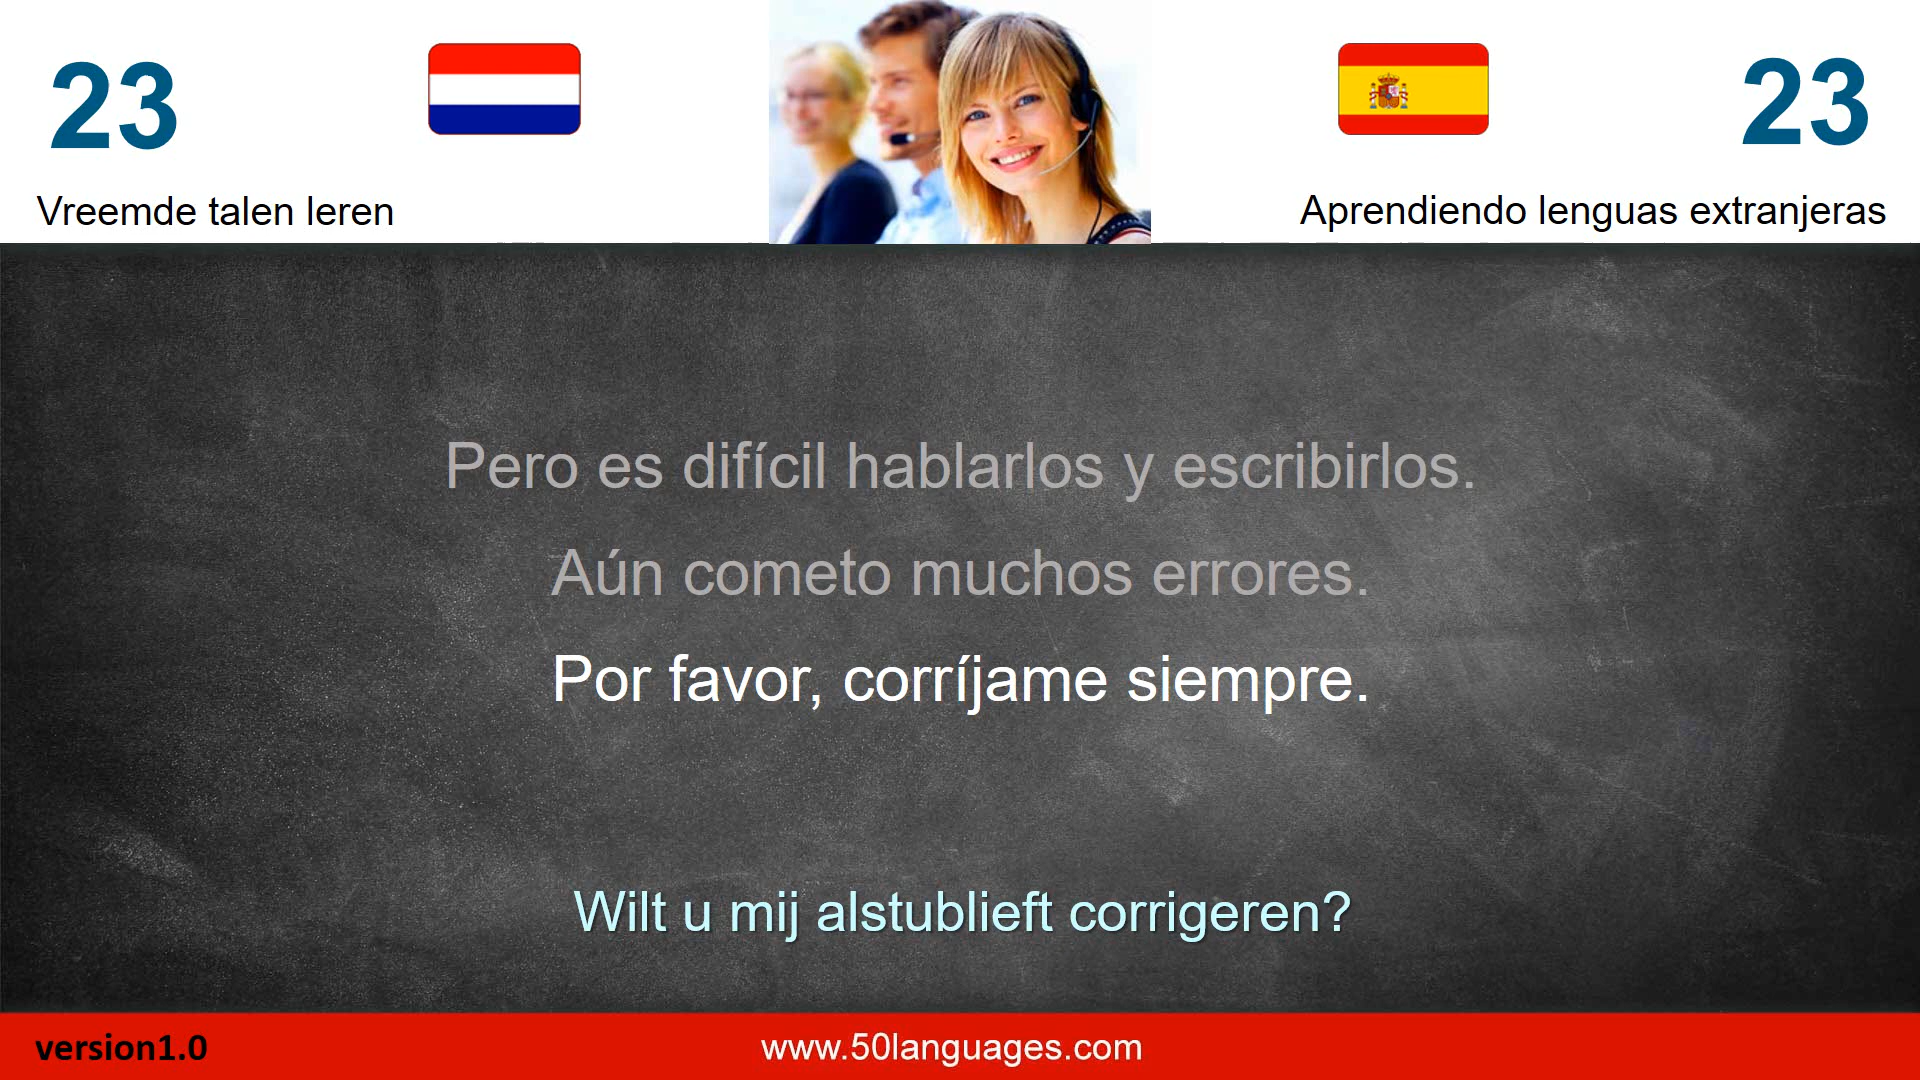 23
23
Vreemde talen leren
Aprendiendo lenguas extranjeras
Pero es difícil hablarlos y escribirlos.
Aún cometo muchos errores.
Por favor, corríjame siempre.
Wilt u mij alstublieft corrigeren?
version1.0
www.50languages.com